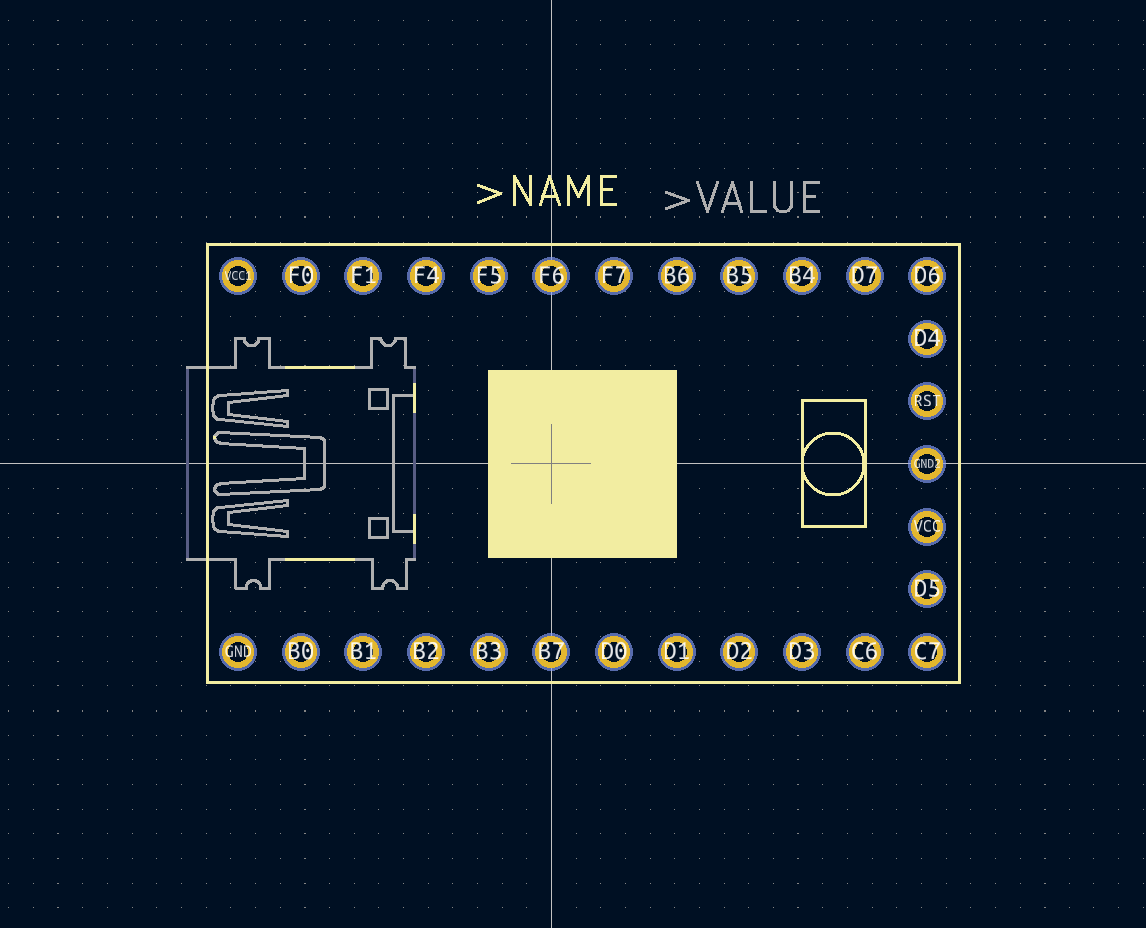 >NAME >VALUE
VCC1 F0 F1 F4 F5 F6 F7 B6 B5 B4 D7 D6
D4
RST
GND2
VCC
D5
GND B0 B1 B2 B3 B7 D0 D1 D2 D3 C6 C7